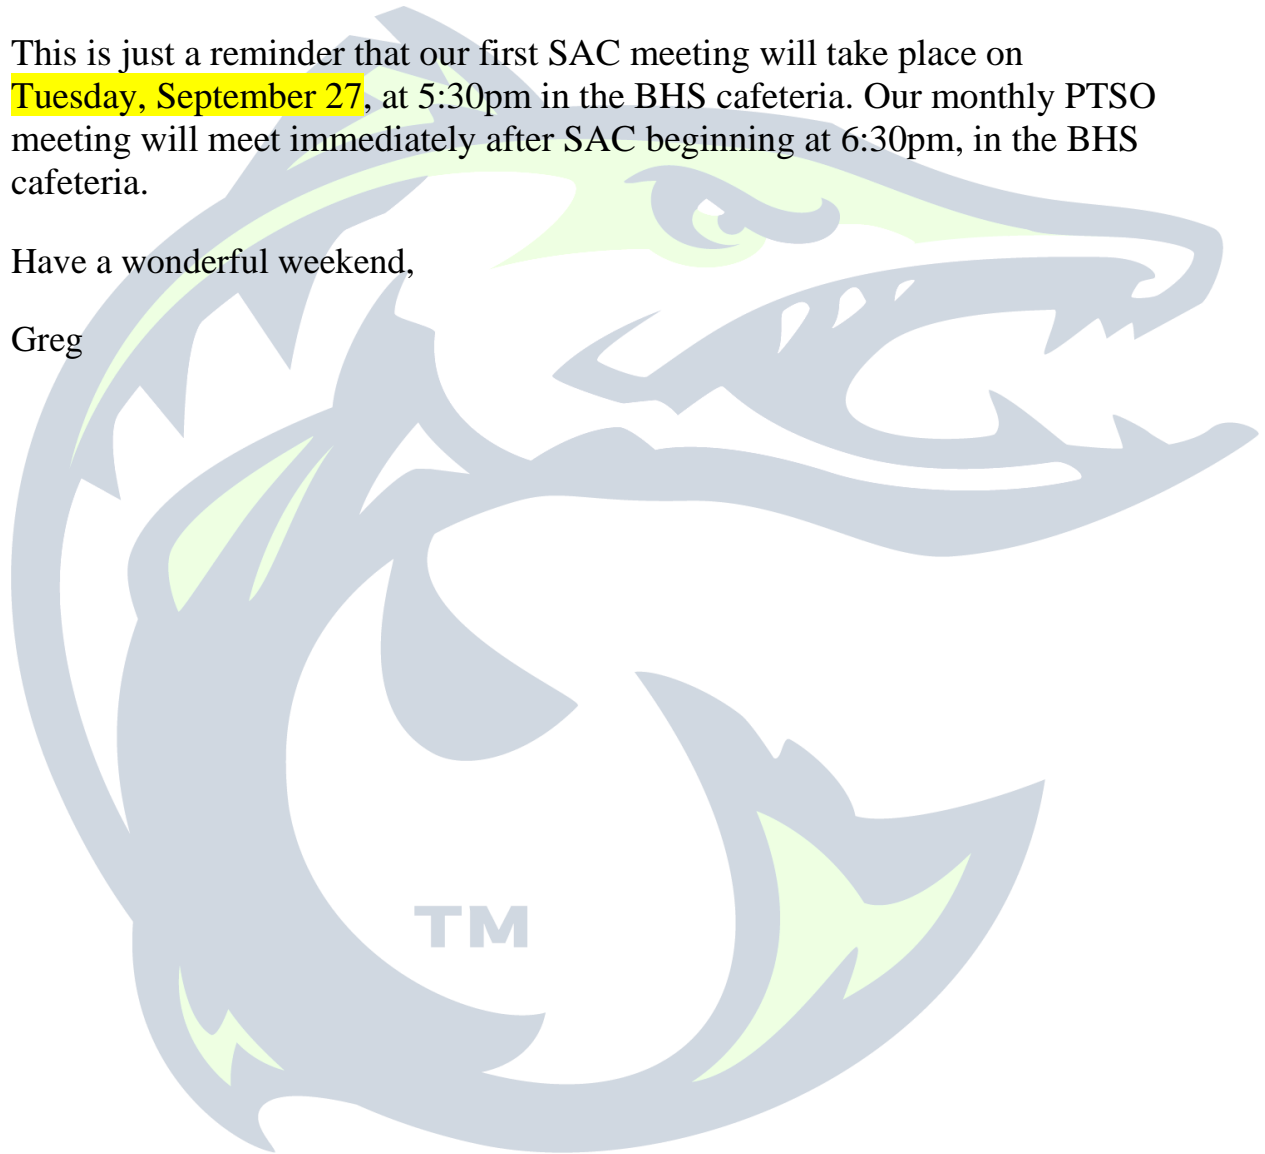 This is just a reminder that our first SAC meeting will take place on
Tuesday, September 27, at 5:30pm in the BHS cafeteria. Our monthly PTSO
meeting will meet immediately after SAC beginning at 6:30pm, in the BHS
cafeteria.
Have a wonderful weekend,
Greg
TM